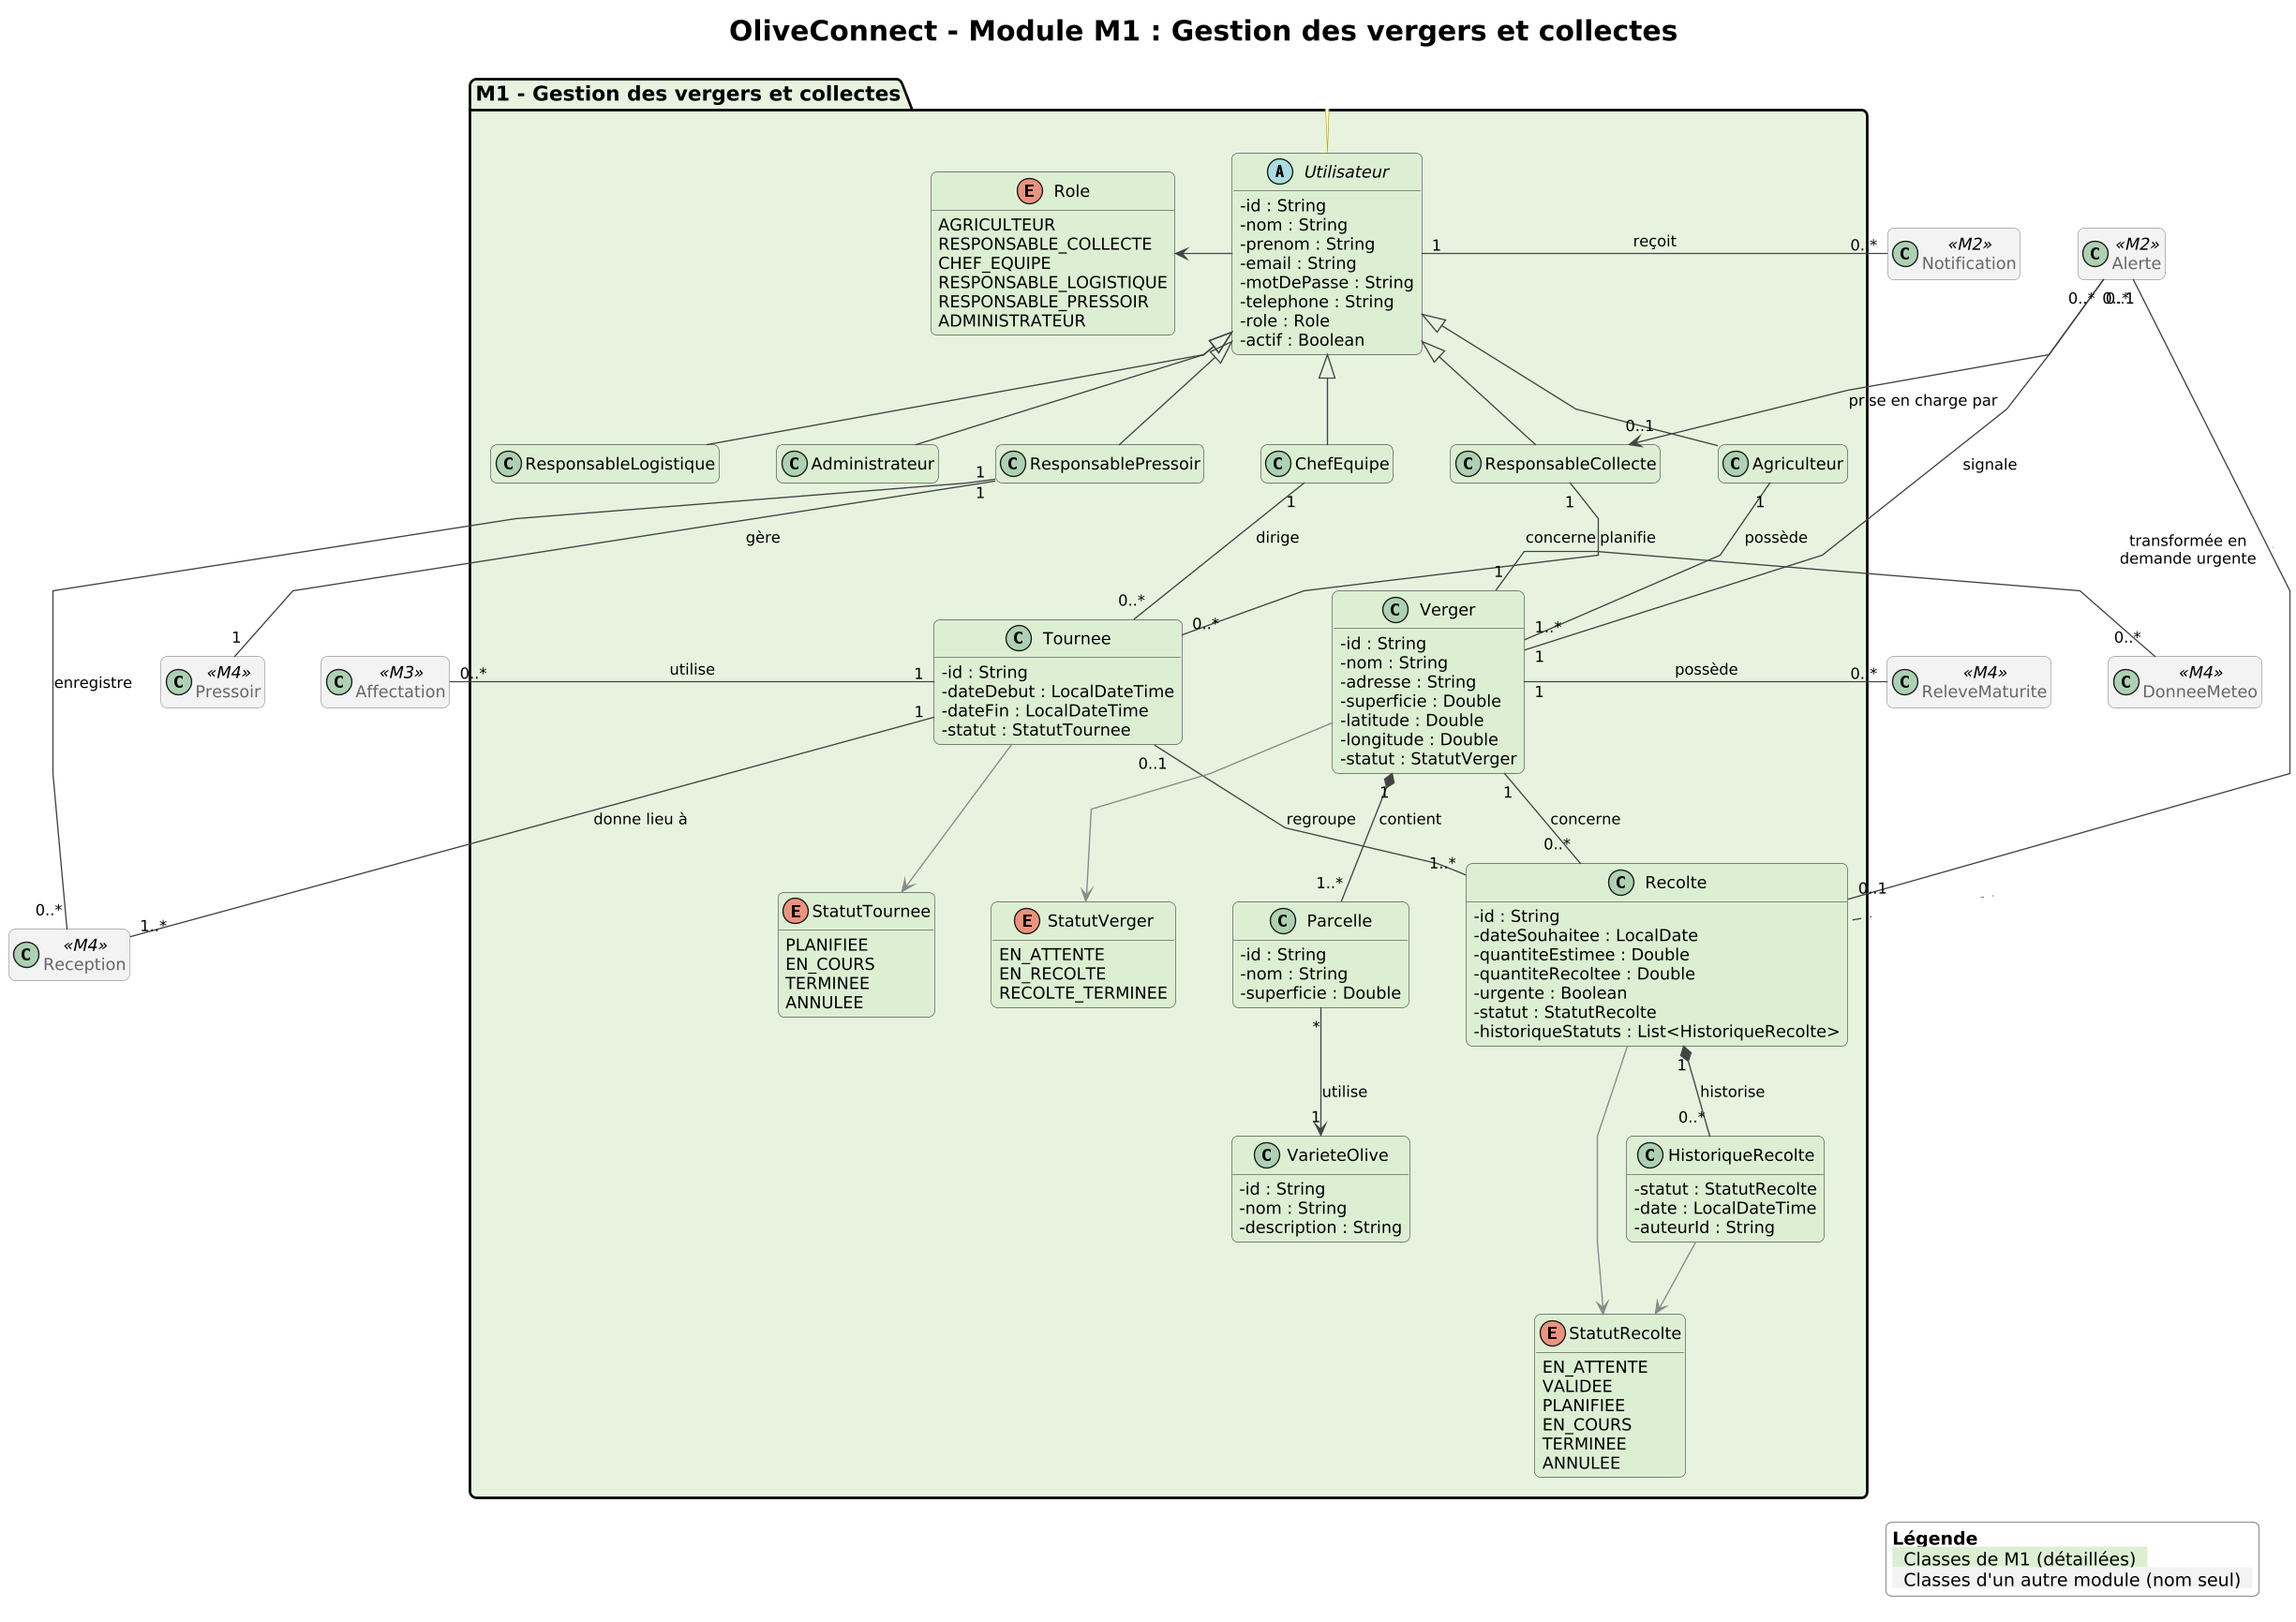 OliveConnect - Module M1 : Gestion des vergers et collectes
M1 - Gestion des vergers et collectes
E Role
AGRICULTEUR
RESPONSABLE_COLLECTE
CHEF_EQUIPE
RESPONSABLE_LOGISTIQUE
RESPONSABLE_PRESSOIR
ADMINISTRATEUR
A Utilisateur
-id : String
-nom : String
-prenom : String
-email : String
-motDePasse : String
-telephone : String
-role : Role
-actif : Boolean
1
reçoit
0..*
C «M2»
Notification
C «M2»
Alerte
0..*
0..*
0..1
prise en charge par
0..1
C ResponsableLogistique
C Administrateur
C ResponsablePressoir
C ChefEquipe
C ResponsableCollecte
C Agriculteur
signale
1
1
1
1
1
gère
dirige
concerne
planifie
possède
transformée en
demande urgente
1
0..*
0..*
1..*
1
0..*
1
enregistre
C «M4»
Pressoir
C «M3»
Affectation
0..*
utilise
1
1
C Tournee
-id : String
-dateDebut : LocalDateTime
-dateFin : LocalDateTime
-statut : StatutTournee
C Verger
-id : String
-nom : String
-adresse : String
-superficie : Double
-latitude : Double
-longitude : Double
-statut : StatutVerger
possède
1
0..*
C «M4»
ReleveMaturite
C «M4»
DonneeMeteo
0..1
1
1
donne lieu à
regroupe
contient
concerne
0..*
1..*
1..*
0..1
0..*
1..*
C «M4»
Reception
E StatutTournee
PLANIFIEE
EN_COURS
TERMINEE
ANNULEE
E StatutVerger
EN_ATTENTE
EN_RECOLTE
RECOLTE_TERMINEE
C Parcelle
-id : String
-nom : String
-superficie : Double
C Recolte
-id : String
-dateSouhaitee : LocalDate
-quantiteEstimee : Double
-quantiteRecoltee : Double
-urgente : Boolean
-statut : StatutRecolte
-historiqueStatuts : List<HistoriqueRecolte>
*
utilise
1
1
historise
0..*
C VarieteOlive
-id : String
-nom : String
-description : String
C HistoriqueRecolte
-statut : StatutRecolte
-date : LocalDateTime
-auteurId : String
E StatutRecolte
EN_ATTENTE
VALIDEE
PLANIFIEE
EN_COURS
TERMINEE
ANNULEE
Légende
Classes de M1 (détaillées)
Classes d'un autre module (nom seul)